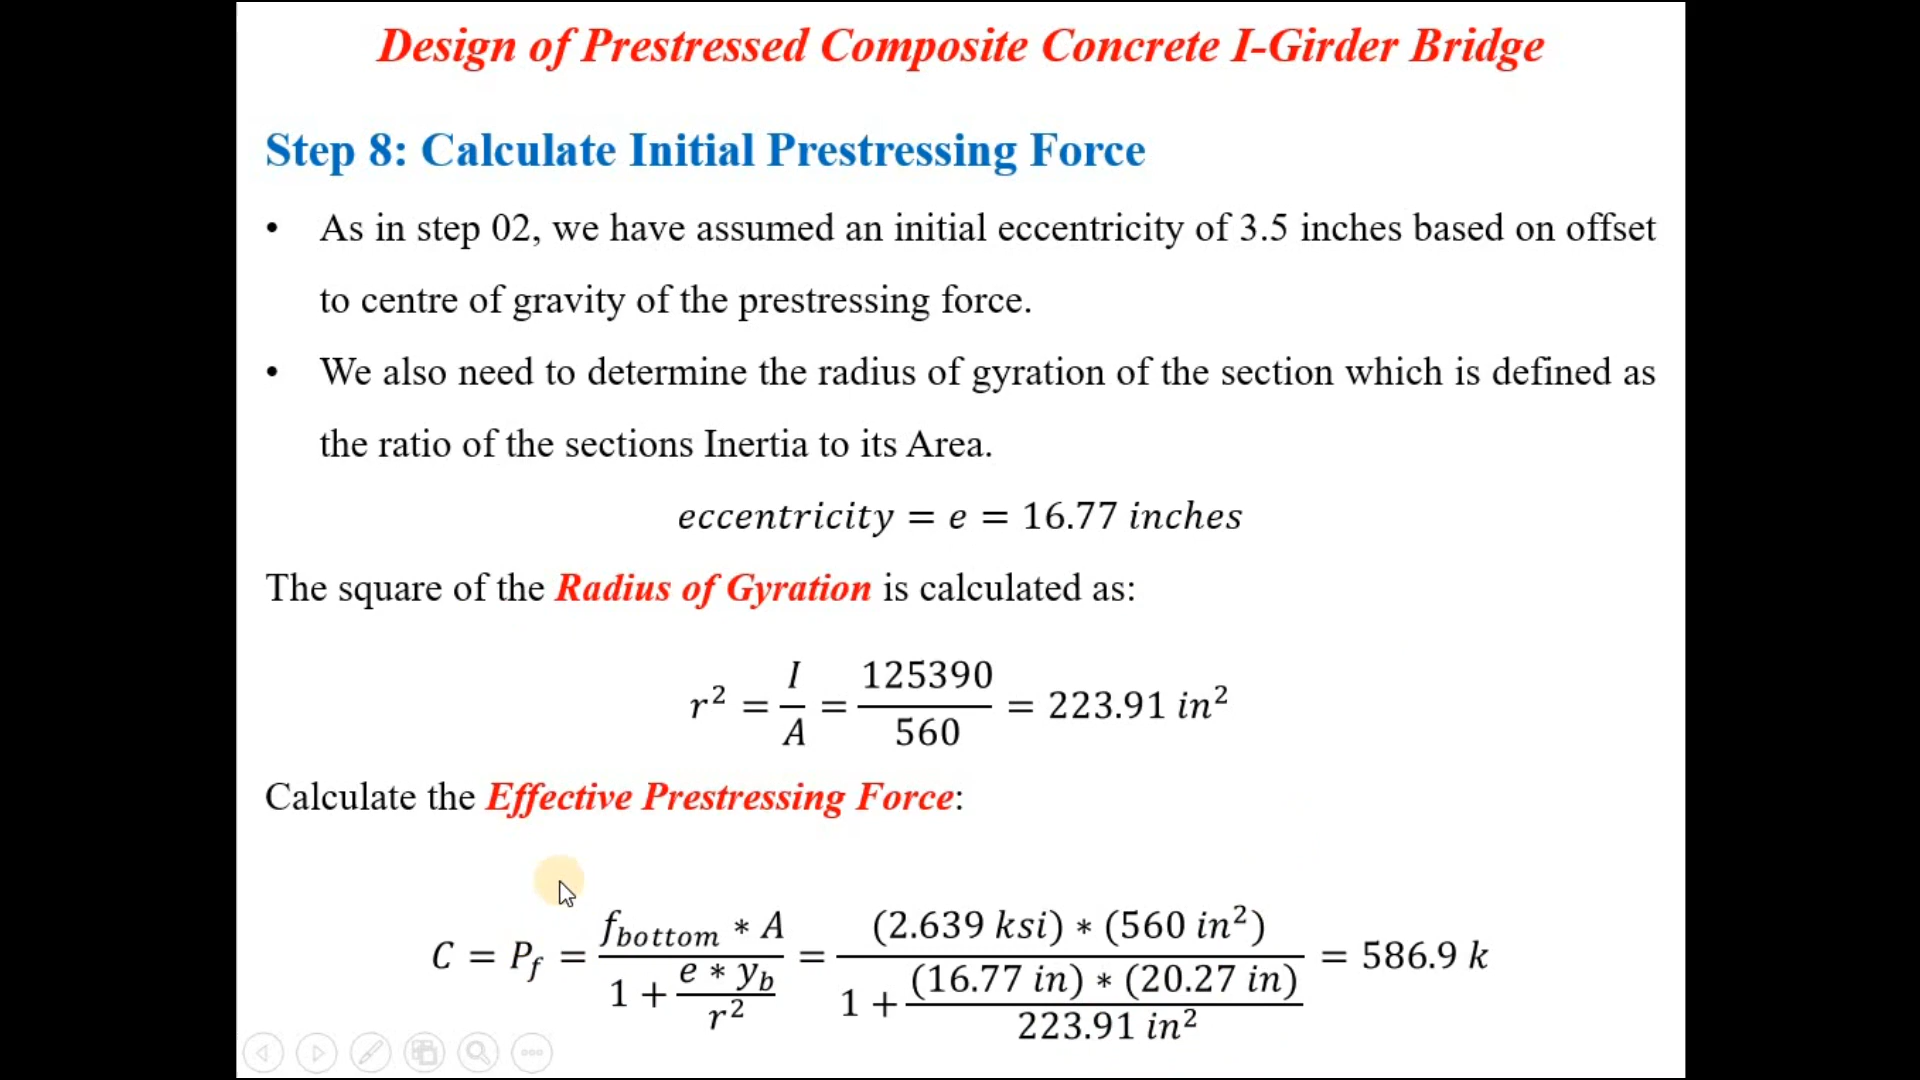 Design of Prestressed Composite Concrete I-Girder Bridge
Step 8: Calculate Initial Prestressing Force
• As in step 02, we have assumed an initial eccentricity of 3.5 inches based on offset
to centre of gravity of the prestressing force.
• We also need to determine the radius of gyration of the section which is defined as
the ratio of the sections Inertia to its Area.
eccentricity = e = 16.77 inches
The square of the Radius of Gyration is calculated as:
r² = I/A = 125390/560 = 223.91 in²
Calculate the Effective Prestressing Force:
C = P_f = (f_bottom * A)/(1 + (e * y_b)/r²) = ((2.639 ksi) * (560 in²))/(1 + ((16.77 in) * (20.27 in))/(223.91 in²)) = 586.9 k